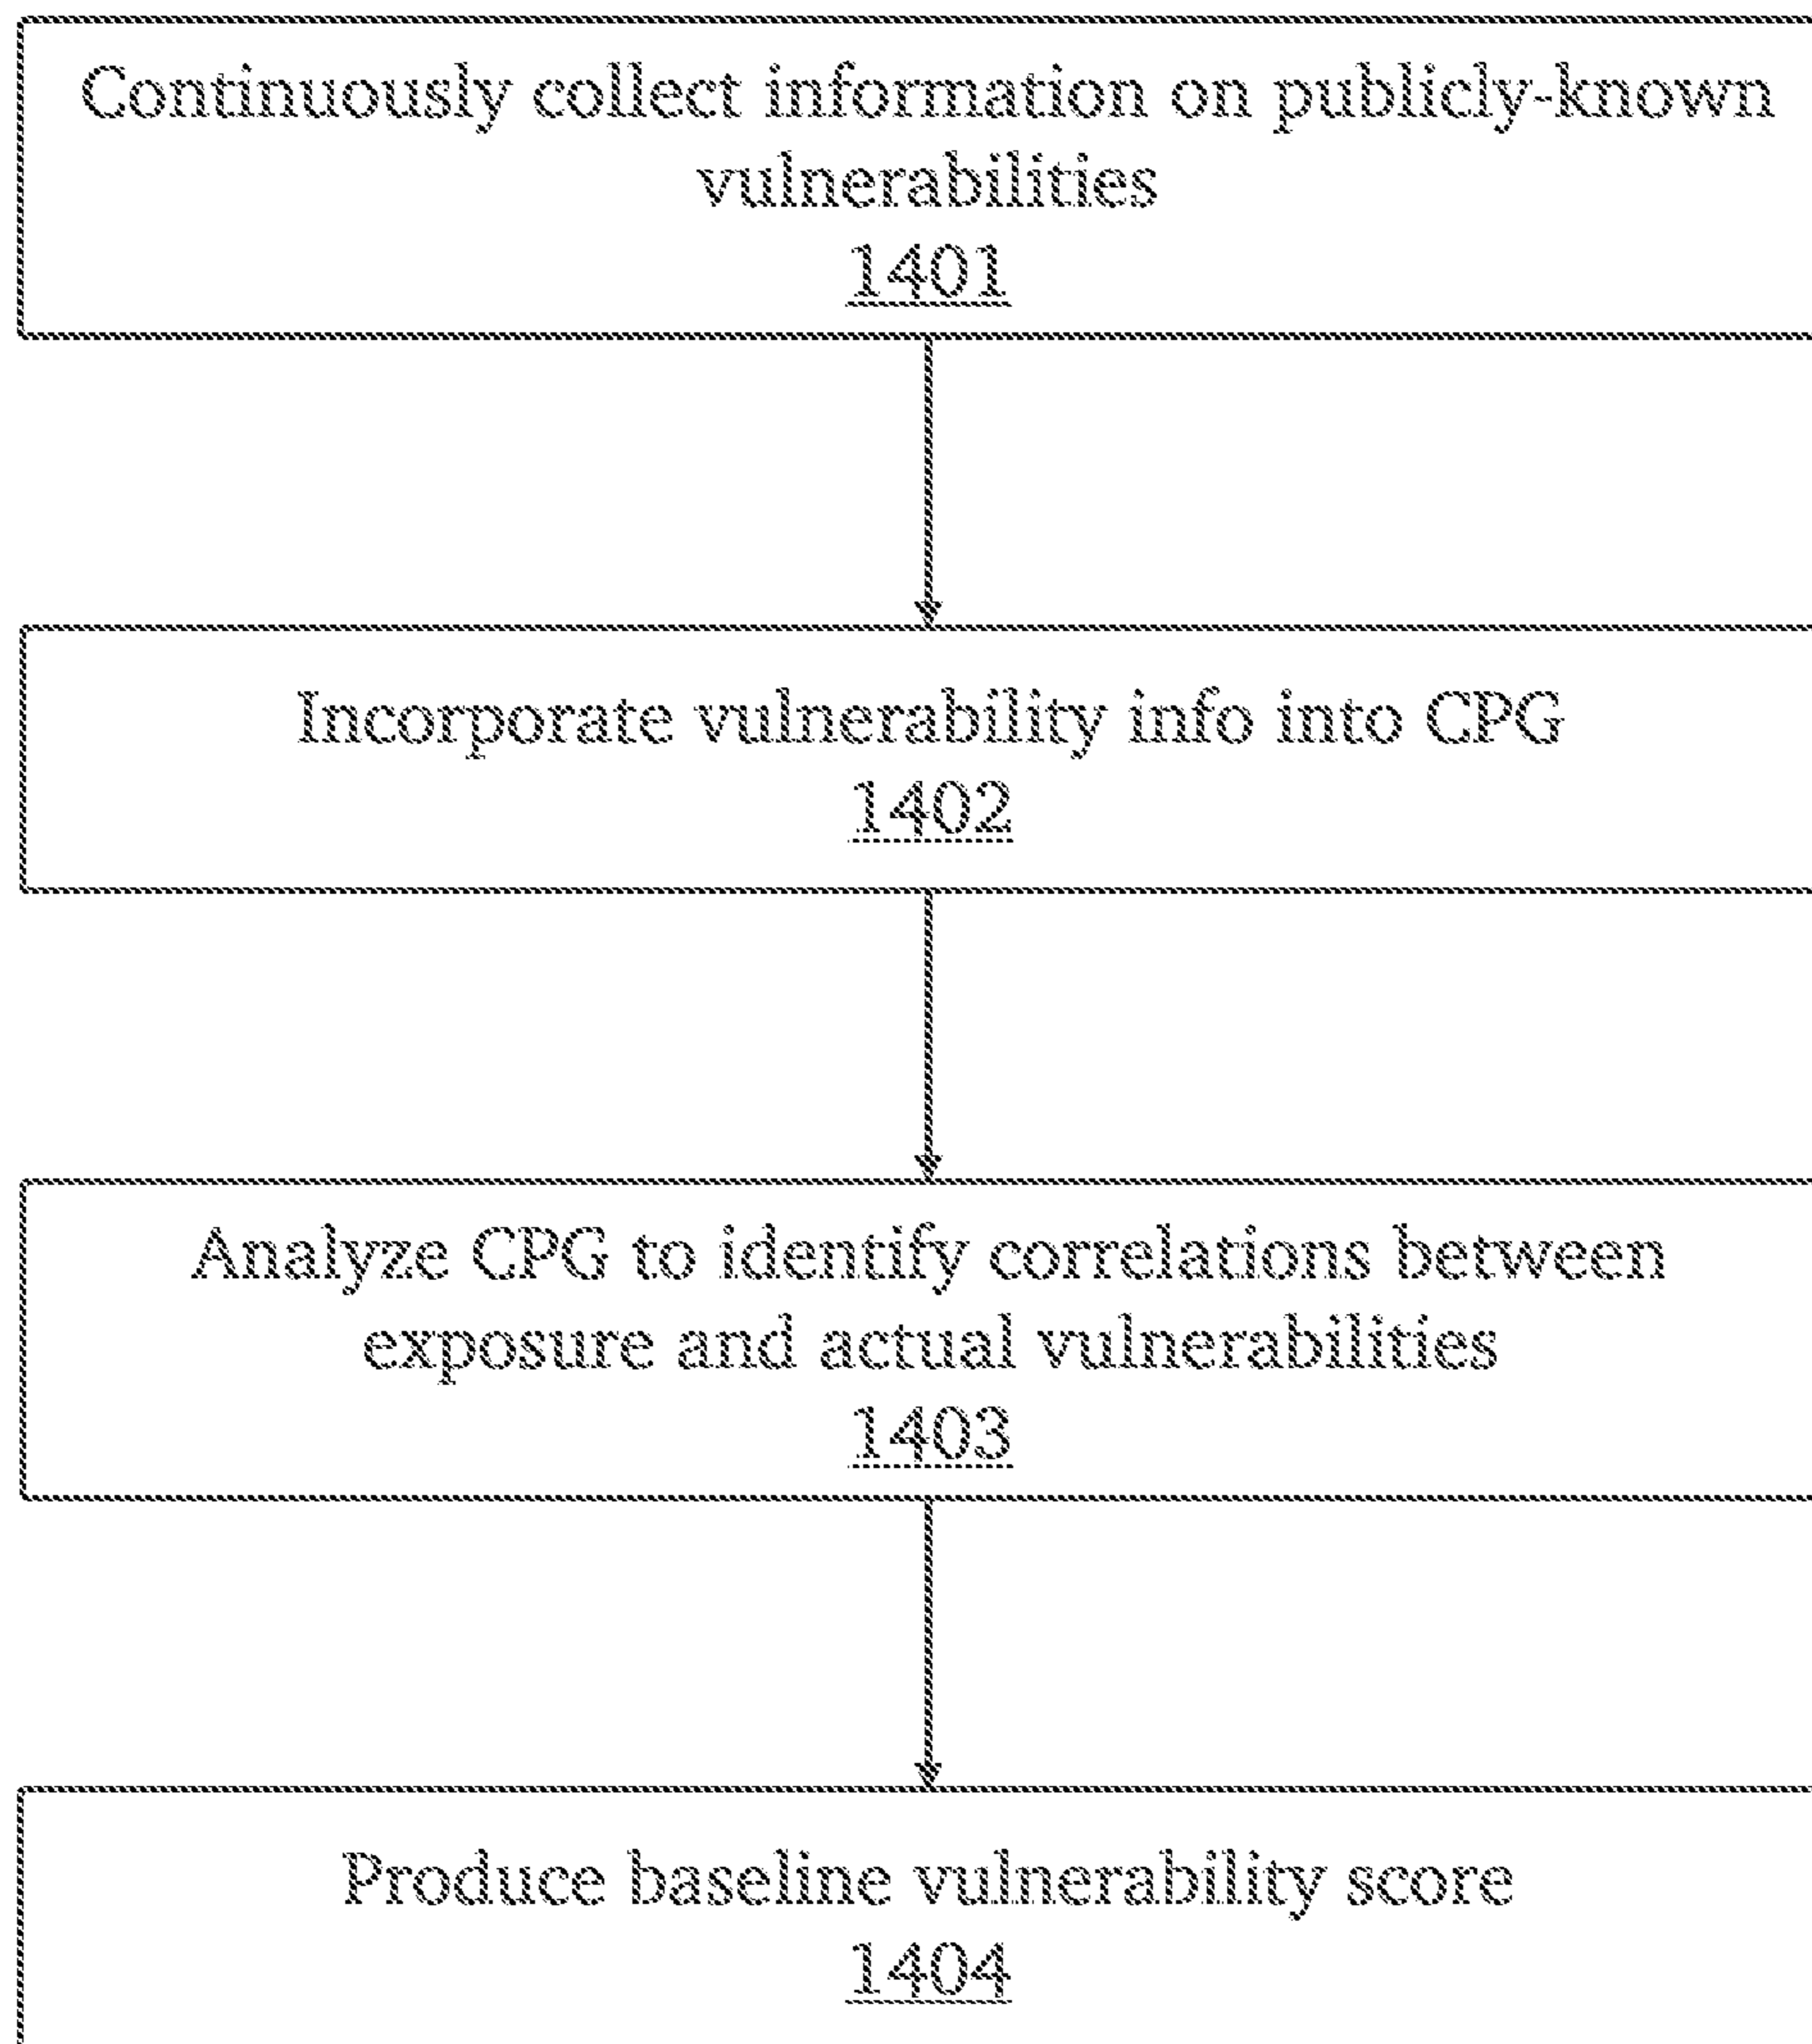 Continuously collect information on publicly-known
vulnerabilities
1401
Incorporate vulnerability info into CPG
1402
Analyze CPG to identify correlations between
exposure and actual vulnerabilities
1403
Produce baseline vulnerability score
1404